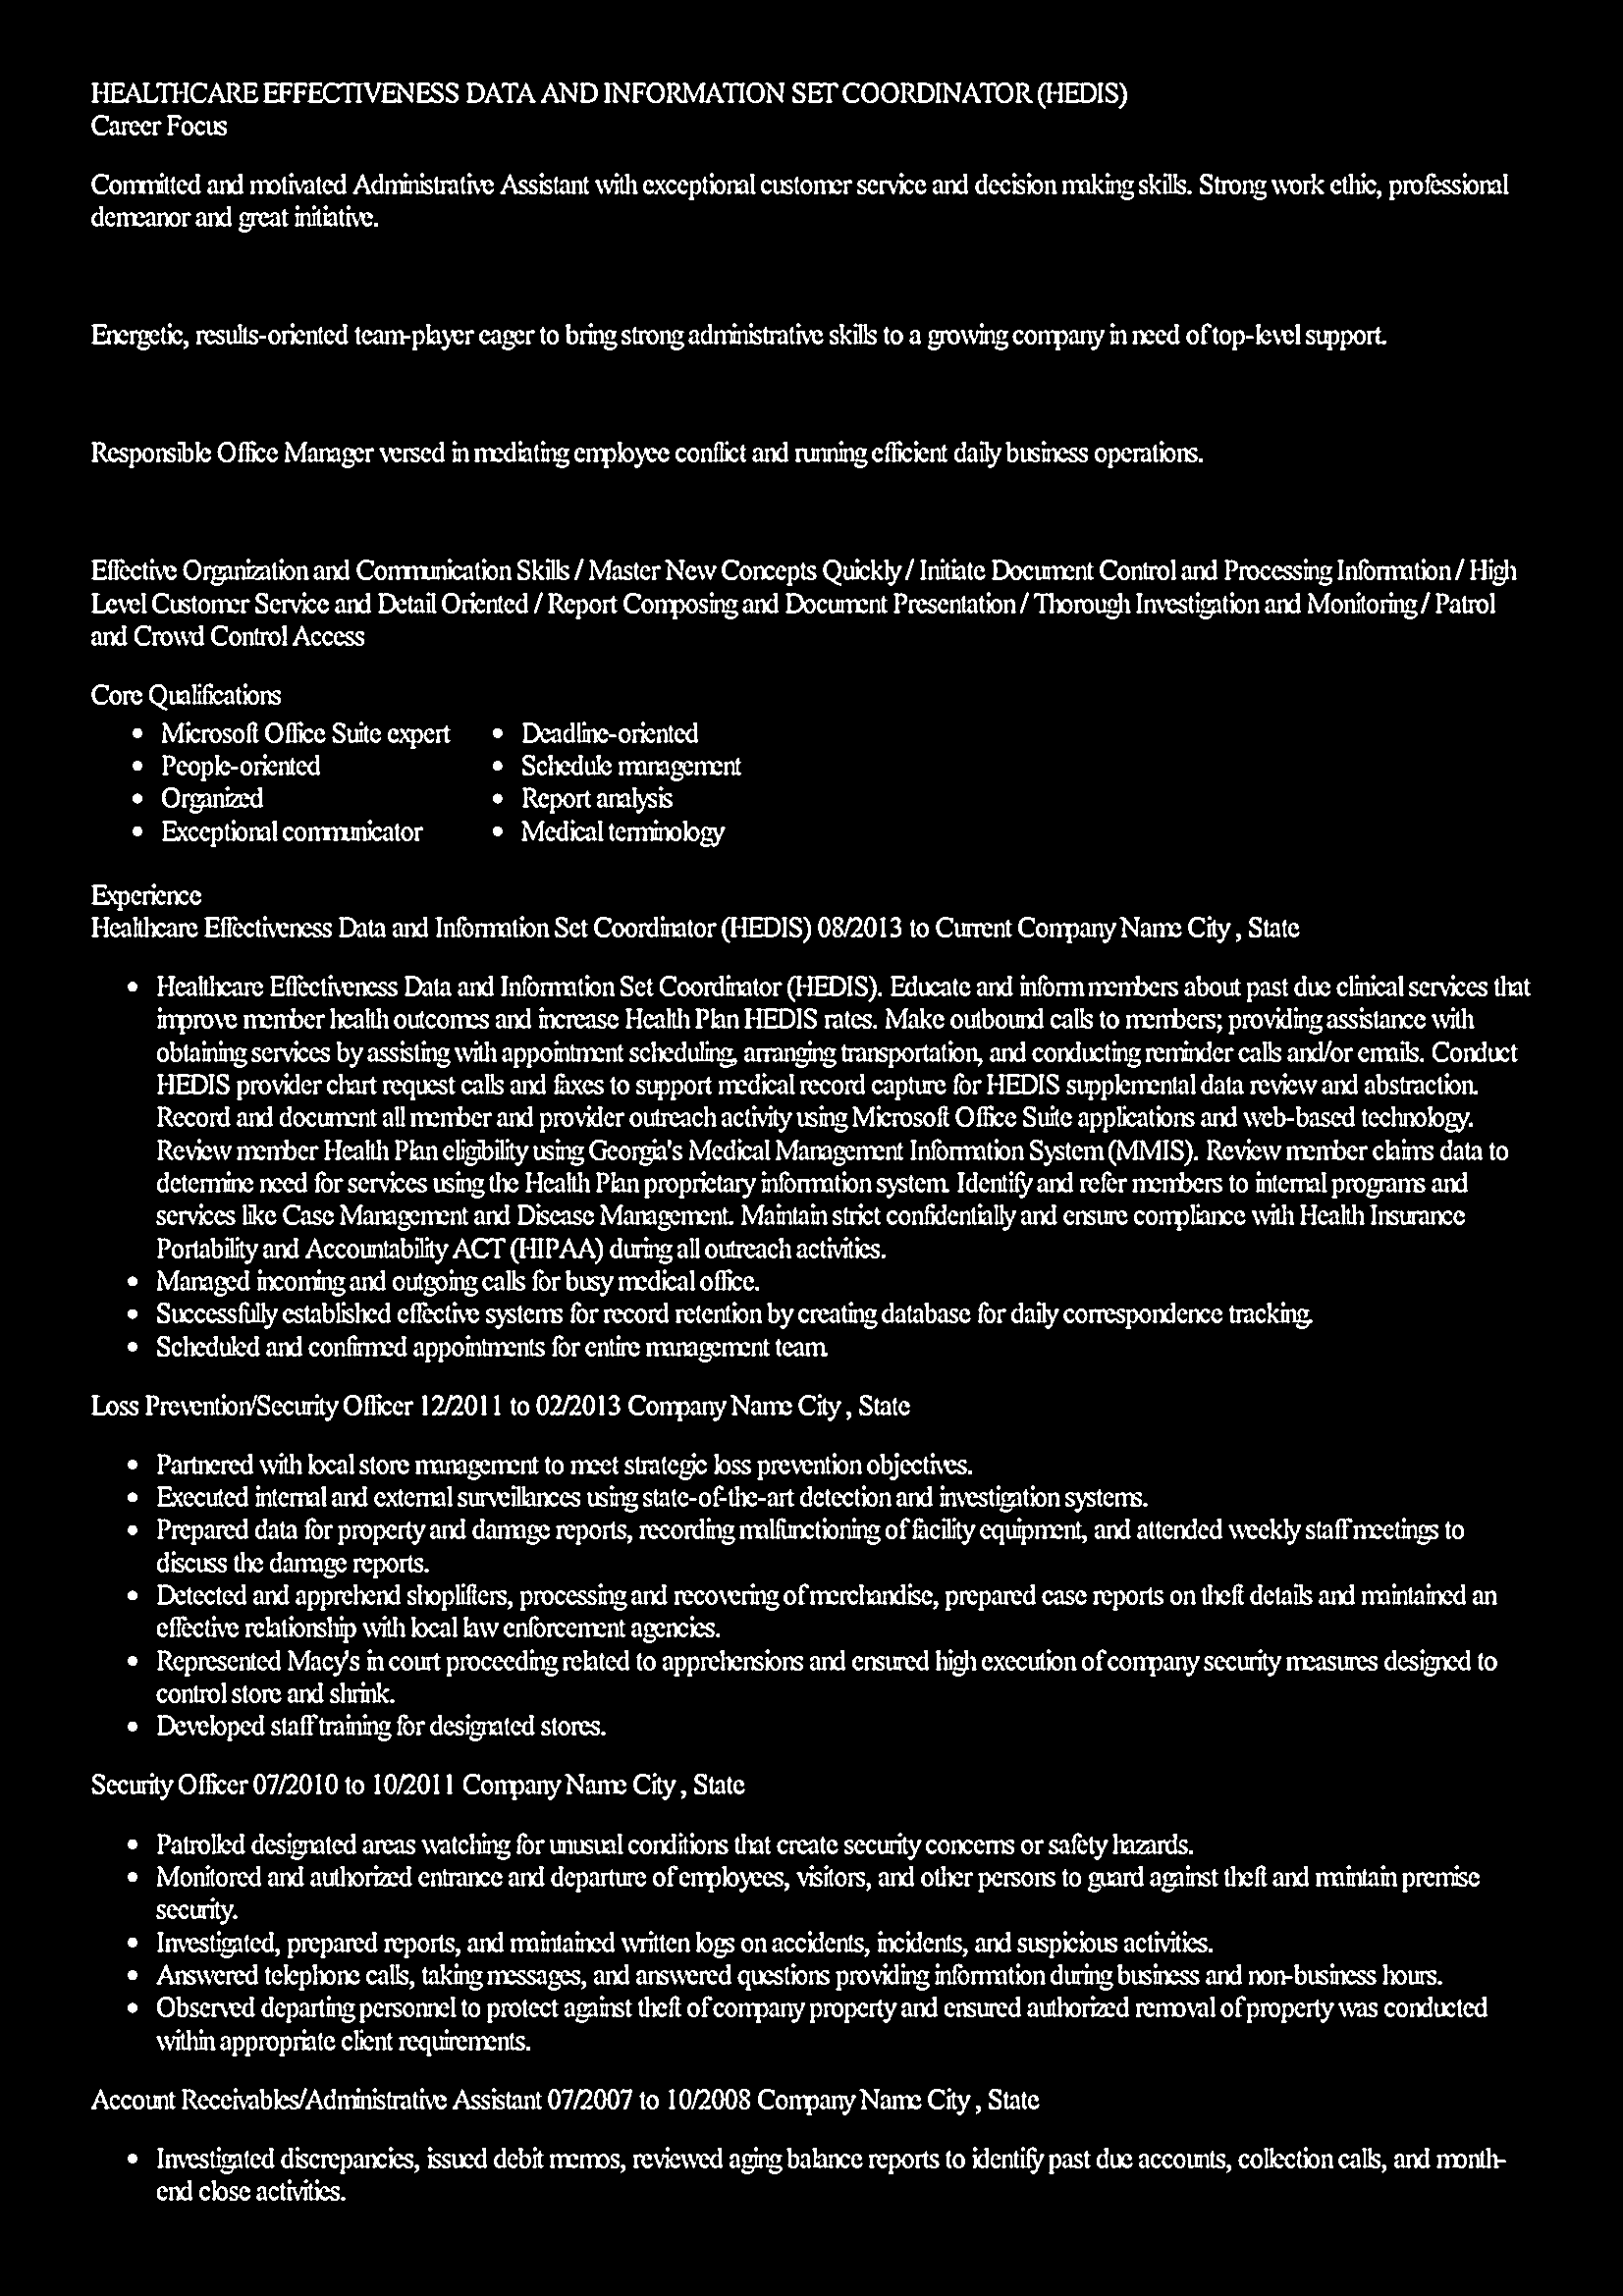 HEALTHCARE EFFECTIVENESS DATA AND INFORMATION SET COORDINATOR (HEDIS)
Career Focus
Committed and motivated Administrative Assistant with exceptional customer service and decision making skills. Strong work ethic, professional
demeanor and great initiative.
Energetic, results-oriented team-player eager to bring strong administrative skills to a growing company in need of top-level support.
Responsible Office Manager versed in mediating employee conflict and running efficient daily business operations.
Effective Organization and Communication Skills / Master New Concepts Quickly / Initiate Document Control and Processing Information / High
Level Customer Service and Detail Oriented / Report Composing and Document Presentation / Thorough Investigation and Monitoring / Patrol
and Crowd Control Access
Core Qualifications
• Microsoft Office Suite expert
• People-oriented
• Organized
• Exceptional communicator
• Deadline-oriented
• Schedule management
• Report analysis
• Medical terminology
Experience
Healthcare Effectiveness Data and Information Set Coordinator (HEDIS) 08/2013 to Current Company Name City , State
• Healthcare Effectiveness Data and Information Set Coordinator (HEDIS). Educate and inform members about past due clinical services that
improve member health outcomes and increase Health Plan HEDIS rates. Make outbound calls to members; providing assistance with
obtaining services by assisting with appointment scheduling, arranging transportation, and conducting reminder calls and/or emails. Conduct
HEDIS provider chart request calls and faxes to support medical record capture for HEDIS supplemental data review and abstraction.
Record and document all member and provider outreach activity using Microsoft Office Suite applications and web-based technology.
Review member Health Plan eligibility using Georgia's Medical Management Information System (MMIS). Review member claims data to
determine need for services using the Health Plan proprietary information system. Identify and refer members to internal programs and
services like Case Management and Disease Management. Maintain strict confidentially and ensure compliance with Health Insurance
Portability and Accountability ACT (HIPAA) during all outreach activities.
• Managed incoming and outgoing calls for busy medical office.
• Successfully established effective systems for record retention by creating database for daily correspondence tracking.
• Scheduled and confirmed appointments for entire management team.
Loss Prevention/Security Officer 12/2011 to 02/2013 Company Name City , State
• Partnered with local store management to meet strategic loss prevention objectives.
• Executed internal and external surveillances using state-of-the-art detection and investigation systems.
• Prepared data for property and damage reports, recording malfunctioning of facility equipment, and attended weekly staff meetings to
discuss the damage reports.
• Detected and apprehend shoplifters, processing and recovering of merchandise, prepared case reports on theft details and maintained an
effective relationship with local law enforcement agencies.
• Represented Macy's in court proceeding related to apprehensions and ensured high execution of company security measures designed to
control store and shrink.
• Developed staff training for designated stores.
Security Officer 07/2010 to 10/2011 Company Name City , State
• Patrolled designated areas watching for unusual conditions that create security concerns or safety hazards.
• Monitored and authorized entrance and departure of employees, visitors, and other persons to guard against theft and maintain premise
security.
• Investigated, prepared reports, and maintained written logs on accidents, incidents, and suspicious activities.
• Answered telephone calls, taking messages, and answered questions providing information during business and non-business hours.
• Observed departing personnel to protect against theft of company property and ensured authorized removal of property was conducted
within appropriate client requirements.
Account Receivables/Administrative Assistant 07/2007 to 10/2008 Company Name City , State
• Investigated discrepancies, issued debit memos, reviewed aging balance reports to identify past due accounts, collection calls, and month-
end close activities.